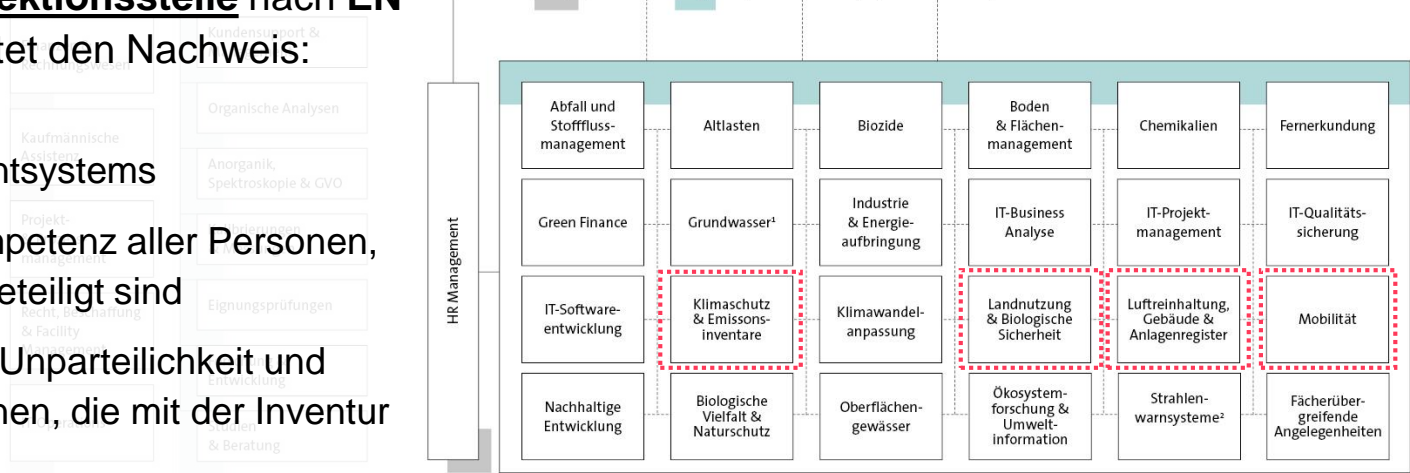 ektionsstelle nach EN
tet den Nachweis:
ntsystems
petenz aller Personen,
eteiligt sind
Unparteilichkeit und
nen, die mit der Inventur
Kundensupport &
Rechnungswesen
Organische Analysen
Kaufmännische
Assistenz
Anorganik,
Spektroskopie & GVO
Projekt-
management
Eignungsprüfungen
Recht, Beschaffung
& Facility
Management
Entwicklung
Studien
& Beratung
HR Management
Abfall und
Stofffluss-
management
Altlasten
Biozide
Boden
& Flächen-
management
Chemikalien
Fernerkundung
Green Finance
Grundwasser¹
Industrie
& Energie-
aufbringung
IT-Business
Analyse
IT-Projekt-
management
IT-Qualitäts-
sicherung
IT-Software-
entwicklung
Klimaschutz
& Emissons-
inventare
Klimawandel-
anpassung
Landnutzung
& Biologische
Sicherheit
Luftreinhaltung,
Gebäude &
Anlagenregister
Mobilität
Nachhaltige
Entwicklung
Biologische
Vielfalt &
Naturschutz
Oberflächen-
gewässer
Ökosystem-
forschung &
Umwelt-
information
Strahlen-
warnsysteme²
Fächerüber-
greifende
Angelegenheiten